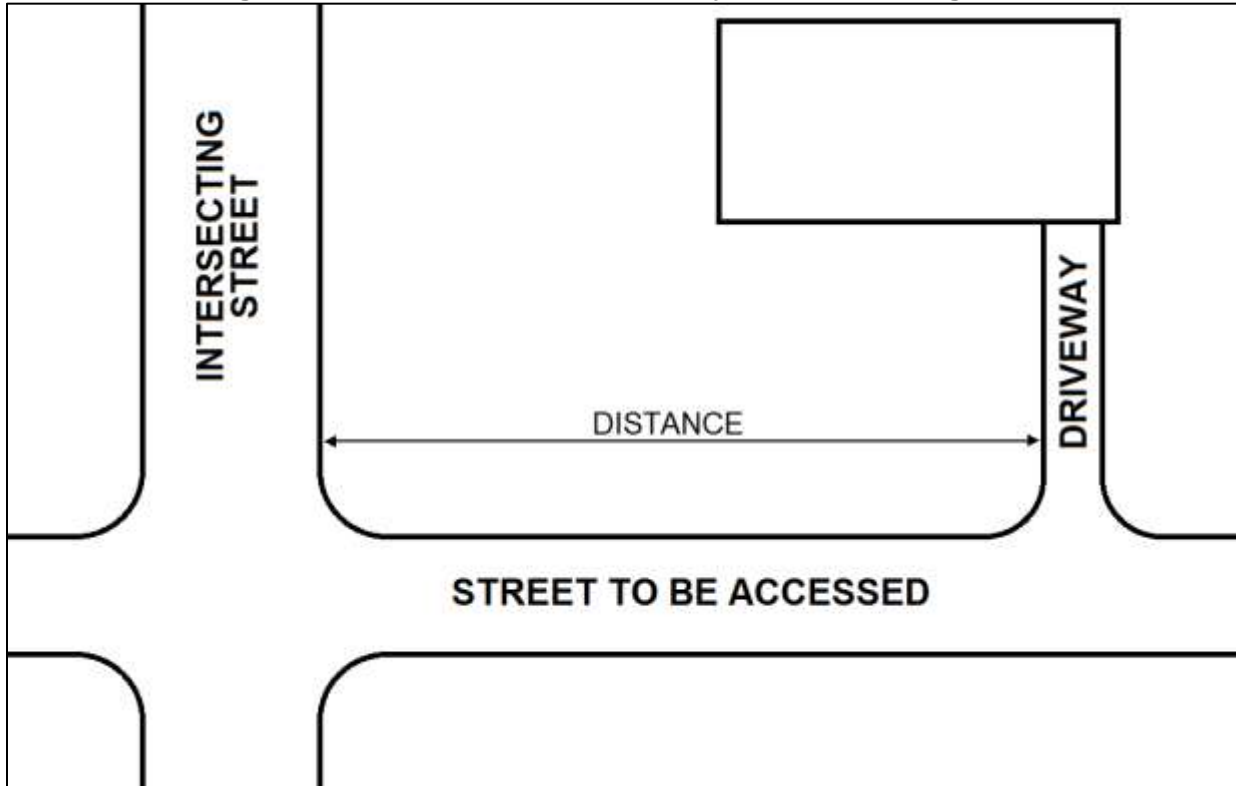 INTERSECTING
STREET
DRIVEWAY
DISTANCE
STREET TO BE ACCESSED